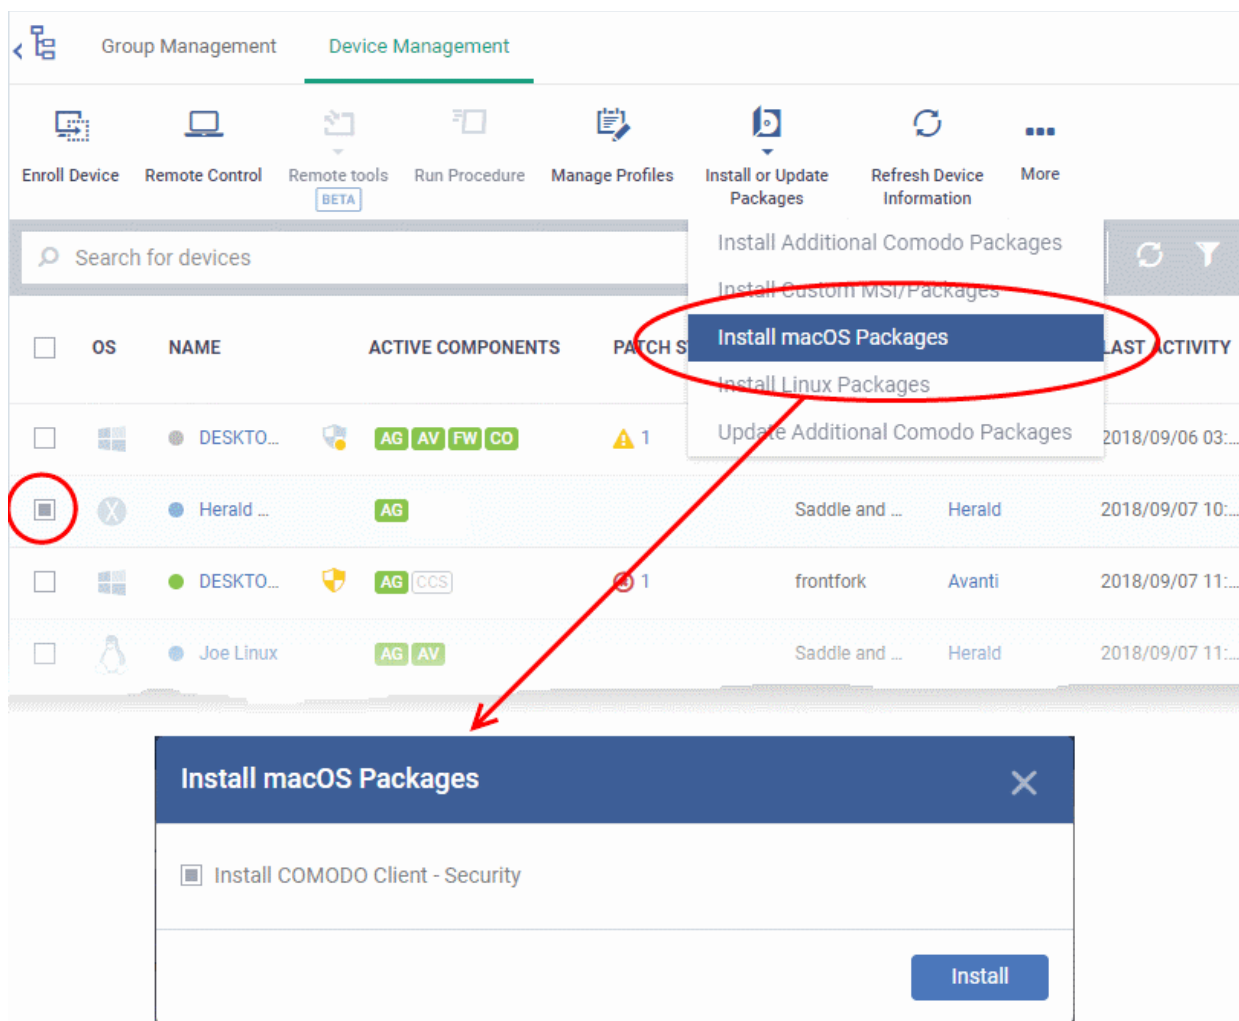 Group Management Device Management
Enroll Device Remote Control Remote tools Run Procedure Manage Profiles Install or Update Refresh Device More
BETA Packages Information
Install Additional Comodo Packages
Search for devices
Install Custom MSI/Packages
Install macOS Packages
OS NAME ACTIVE COMPONENTS PATCH S LAST ACTIVITY
Install Linux Packages
Update Additional Comodo Packages
DESKTO... AG AV FW CO 1 2018/09/06 03:...
X Herald ... AG Saddle and ... Herald 2018/09/07 10:...
DESKTO... AG CCS 1 frontfork Avanti 2018/09/07 11:...
Joe Linux AG AV Saddle and ... Herald 2018/09/07 11:...
Install macOS Packages
Install COMODO Client - Security
Install